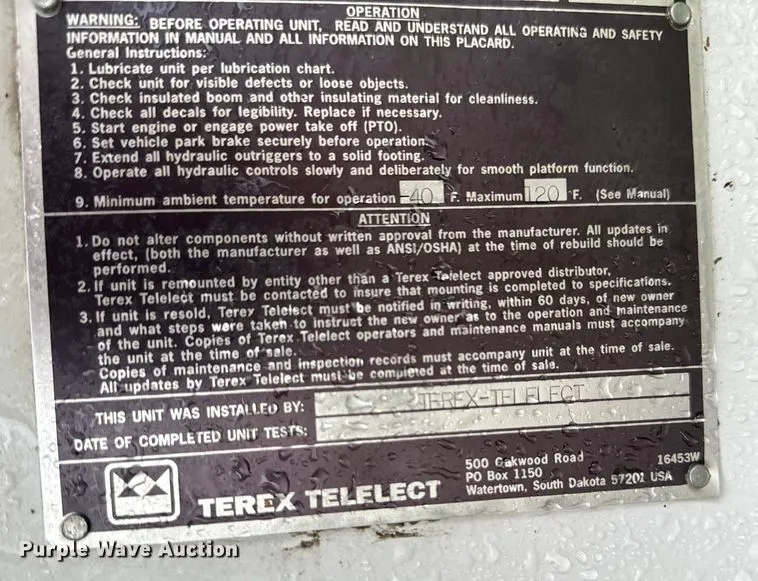 OPERATION
WARNING: BEFORE OPERATING UNIT, READ AND UNDERSTAND ALL OPERATING AND SAFETY
INFORMATION IN MANUAL AND ALL INFORMATION ON THIS PLACARD.
General Instructions:
1. Lubricate unit per lubrication chart.
2. Check unit for visible defects or loose objects.
3. Check insulated boom and other insulating material for cleanliness.
4. Check all decals for legibility. Replace if necessary.
5. Start engine or engage power take off (PTO).
6. Set vehicle park brake securely before operation.
7. Extend all hydraulic outriggers to a solid footing.
8. Operate all hydraulic controls slowly and deliberately for smooth platform function.
9. Minimum ambient temperature for operation -40 °F. Maximum 120 °F. (See Manual)
ATTENTION
1. Do not alter components without written approval from the manufacturer. All updates in
effect, (both the manufacturer as well as ANSI/OSHA) at the time of rebuild should be
performed.
2. If unit is remounted by entity other than a Terex Telelect approved distributor,
Terex Telelect must be contacted to insure that mounting is completed to specifications.
3. If unit is resold, Terex Telelect must be notified in writing, within 60 days, of new owner
and what steps were taken to instruct the new owner as to the operation and maintenance
of the unit. Copies of Terex Telelect operators and maintenance manuals must accompany
the unit at the time of sale.
Copies of maintenance and inspection records must accompany unit at the time of sale.
All updates by Terex Telelect must be completed at the time of sale.
THIS UNIT WAS INSTALLED BY: TEREX-TELELECT
DATE OF COMPLETED UNIT TESTS:
TEREX TELELECT
500 Oakwood Road
PO Box 1150
Watertown, South Dakota 57201 USA
16453W
Purple Wave Auction